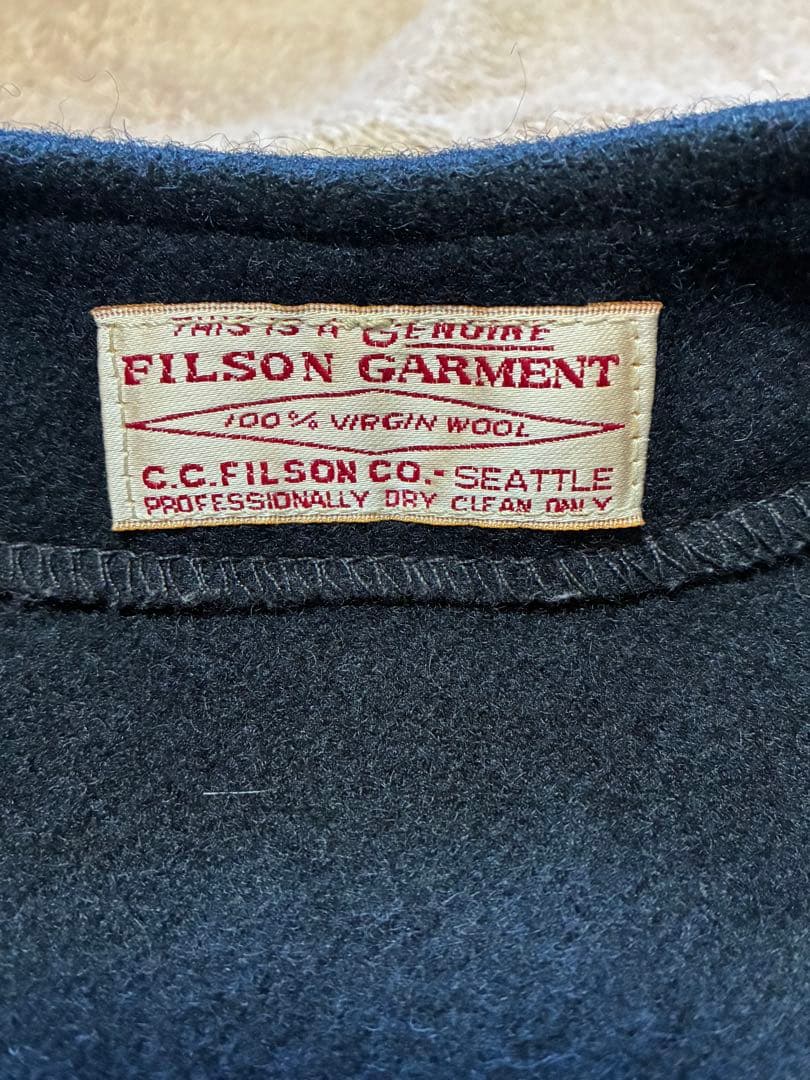 THIS IS A GENUINE
FILSON GARMENT
100% VIRGIN WOOL
C.C.FILSON CO.- SEATTLE
PROFESSIONALLY DRY CLEAN ONLY